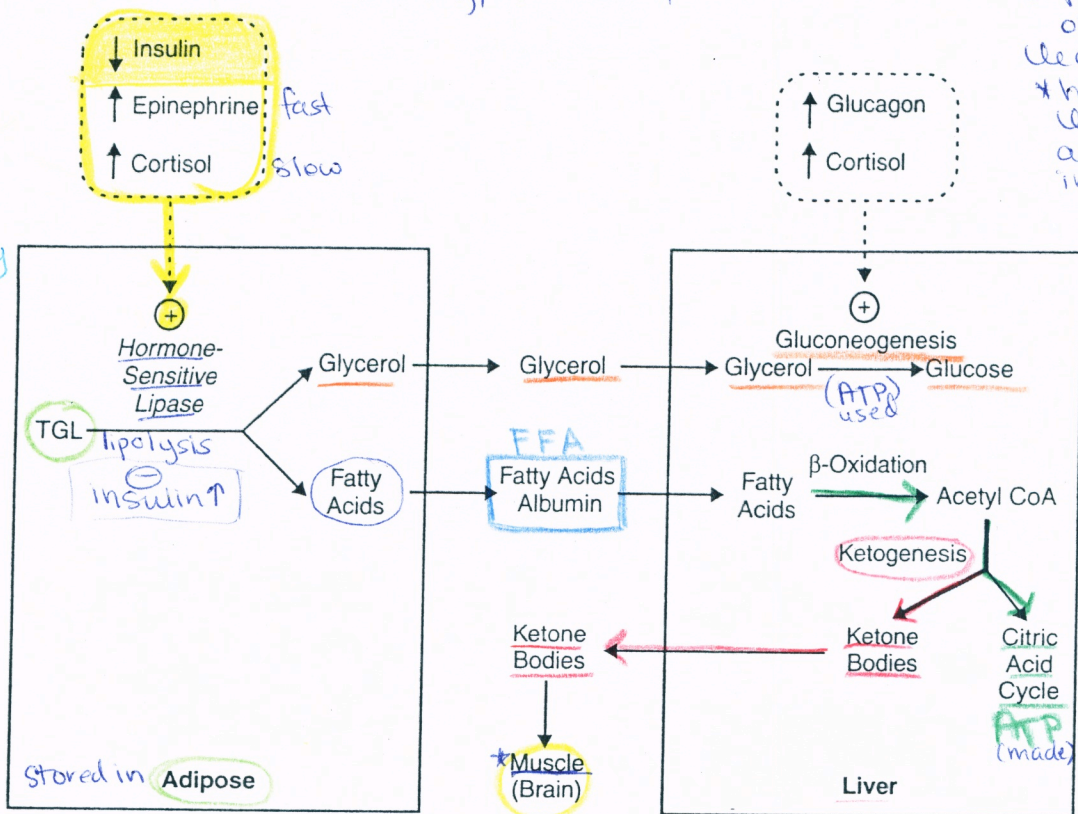 ↓ Insulin
↑ Epinephrine fast
↑ Cortisol slow
↑ Glucagon
↑ Cortisol
+
Hormone-
Sensitive
Lipase
TGL
lipolysis
−
insulin↑
Glycerol
Fatty
Acids
stored in Adipose
Glycerol
FFA
Fatty Acids
Albumin
Ketone
Bodies
*Muscle
(Brain)
+
Gluconeogenesis
Glycerol
Glucose
(ATP)
used
Fatty
Acids
β-Oxidation
Acetyl CoA
Ketogenesis
Ketone
Bodies
Citric
Acid
Cycle
ATP
(made)
Liver